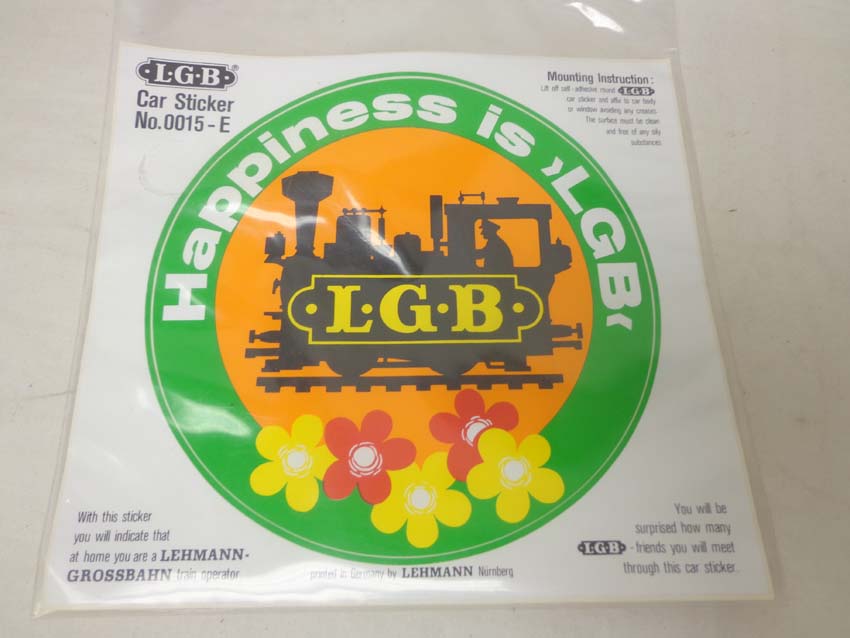 L·G·B®
Car Sticker
No.0015-E
Mounting Instruction:
Lift off self-adhesive round L·G·B
car sticker and affix to car body
or window avoiding any creases.
The surface must be clean
and free of any oily
substances
Happiness is ›LGB‹
·L·G·B·
With this sticker
you will indicate that
at home you are a LEHMANN-
GROSSBAHN train operator
printed in Germany by LEHMANN Nürnberg
You will be
surprised how many
L·G·B -friends you will meet
through this car sticker.